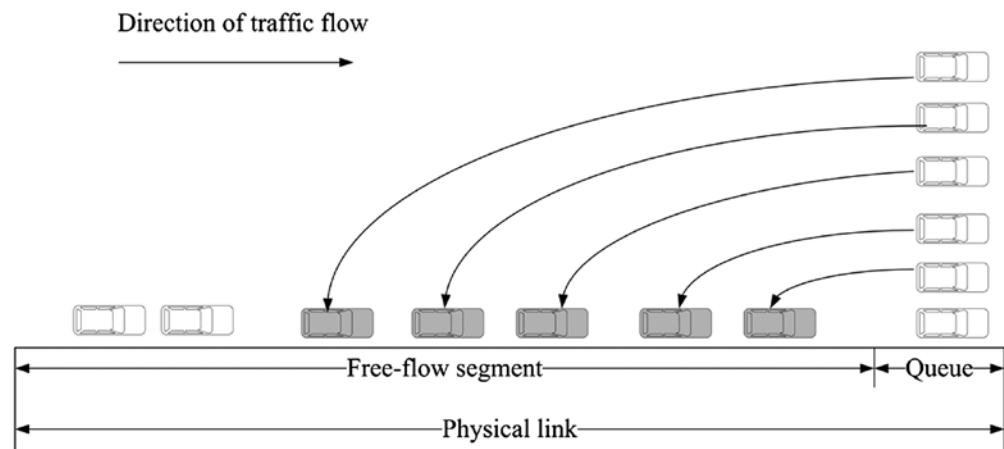 Direction of traffic flow
Free-flow segment
Queue
Physical link